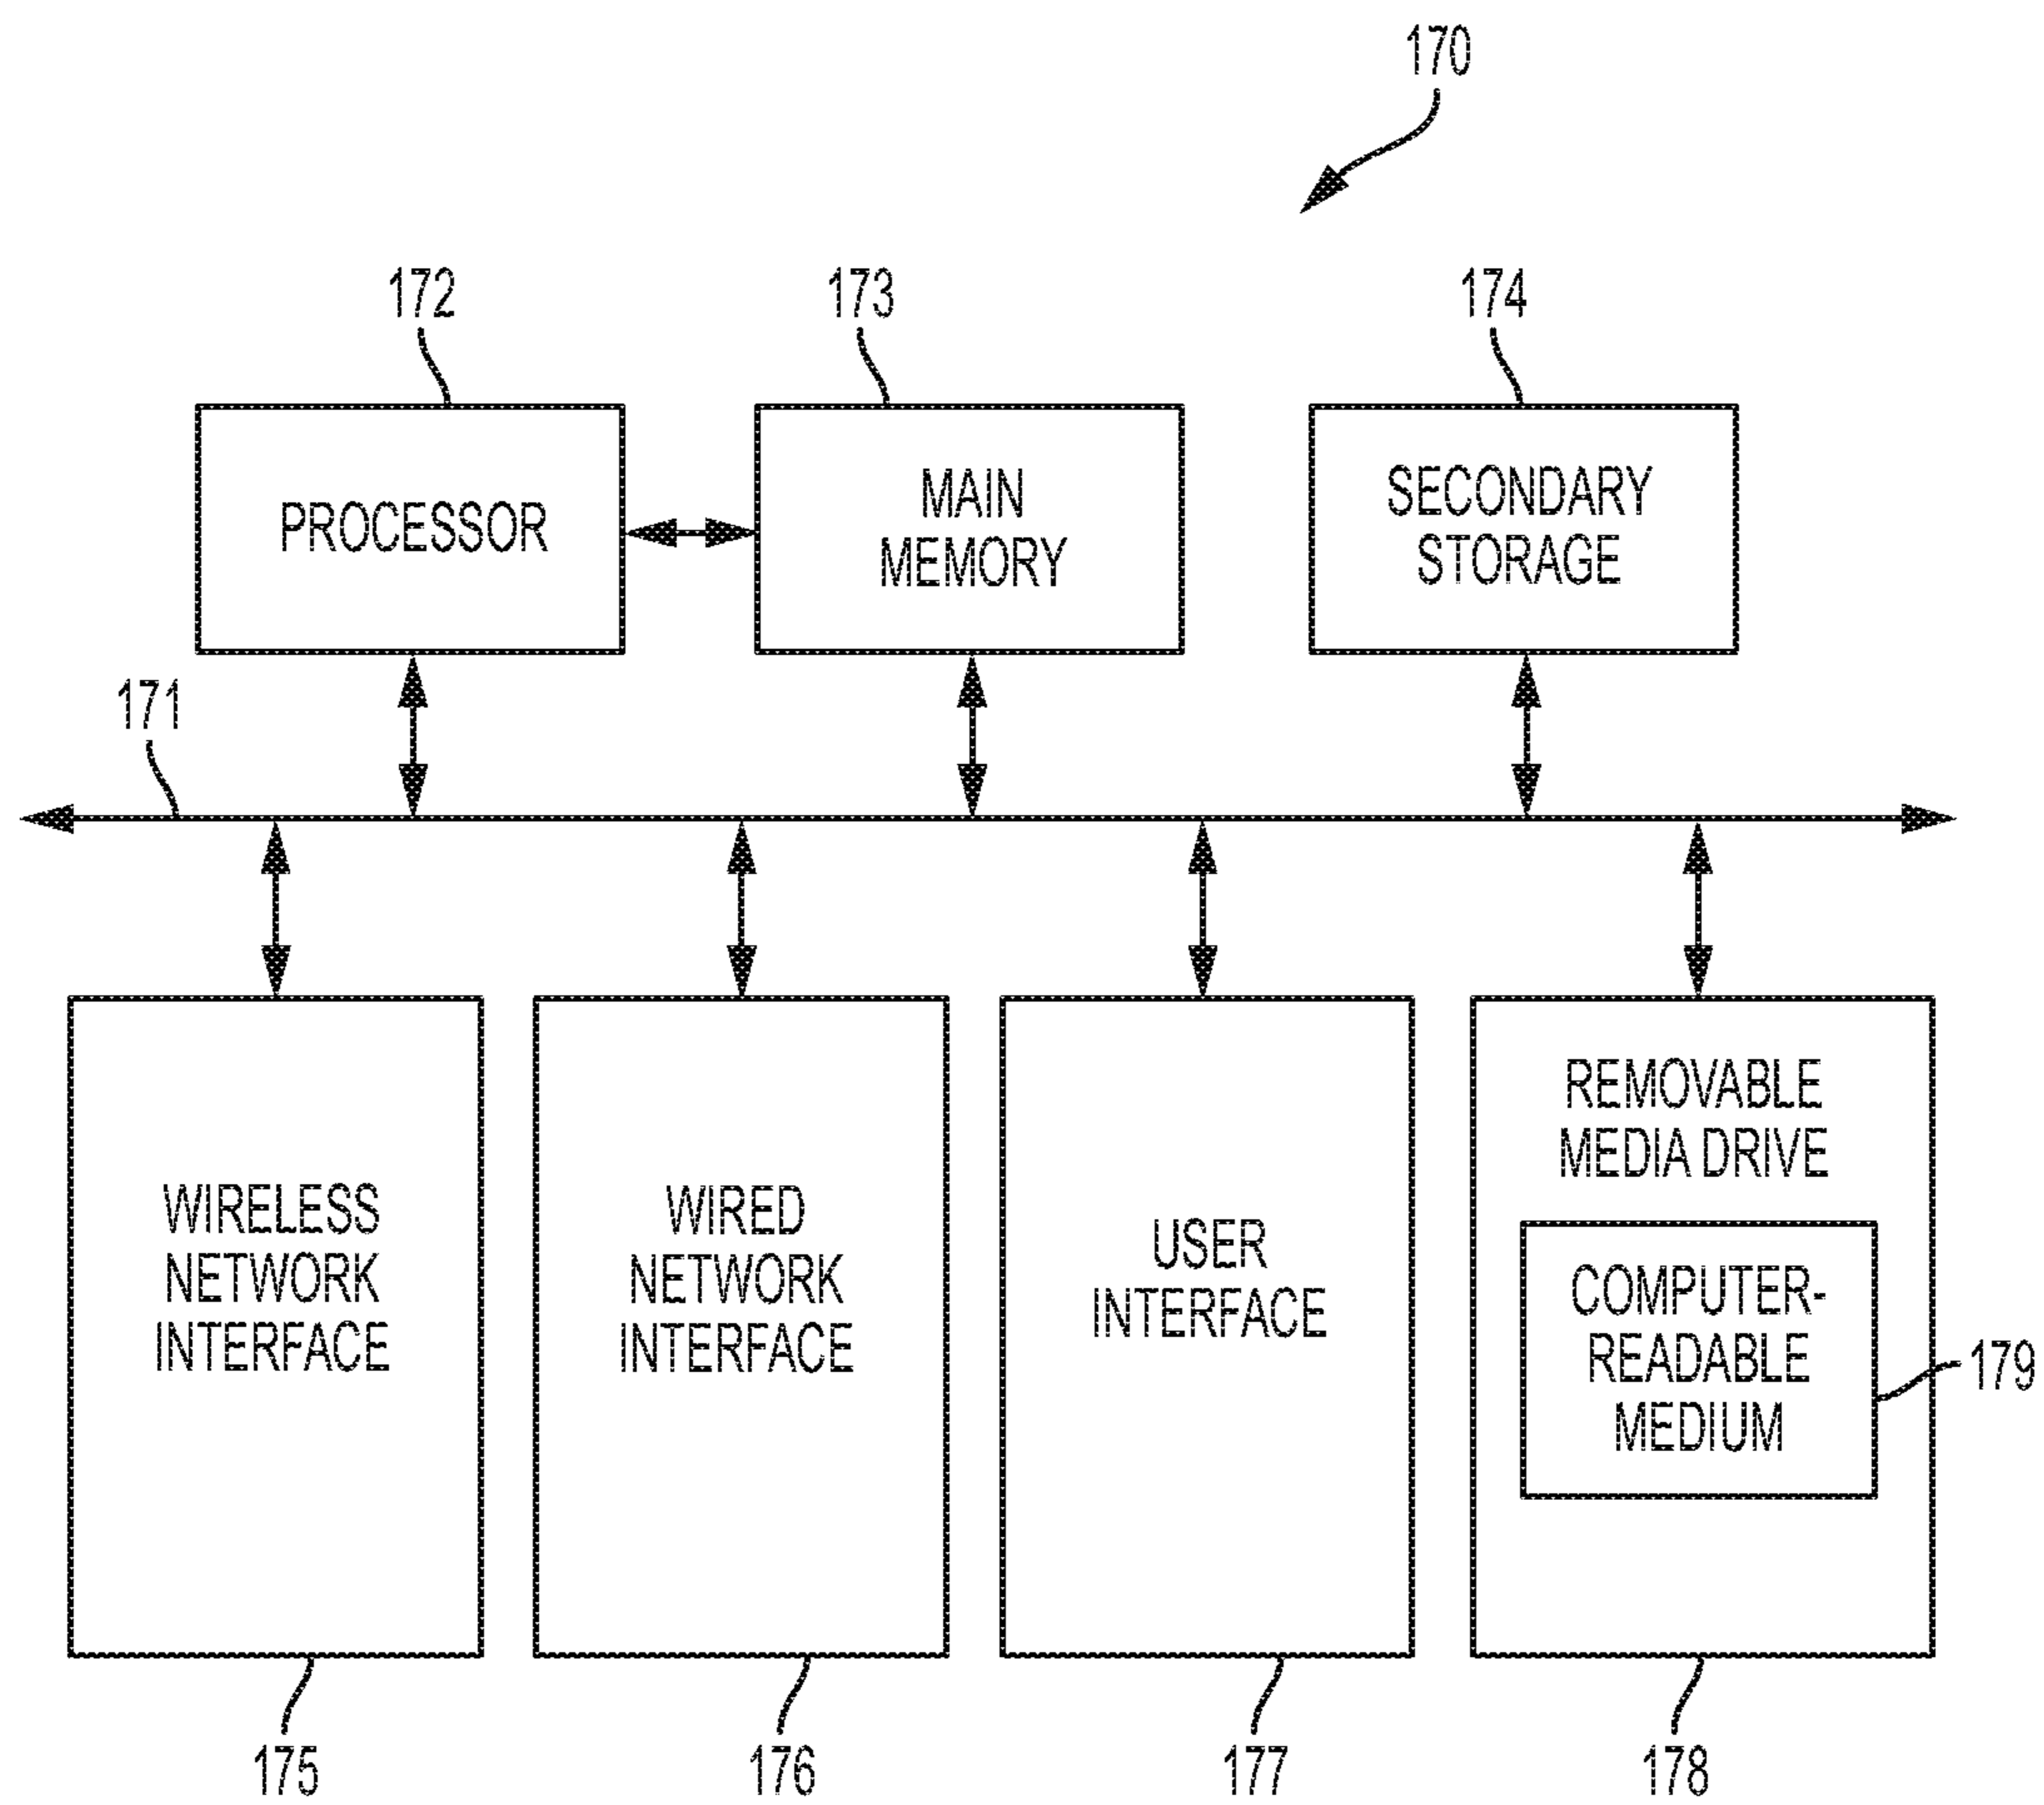 170
172
173
174
PROCESSOR
MAIN
MEMORY
SECONDARY
STORAGE
171
WIRELESS
NETWORK
INTERFACE
WIRED
NETWORK
INTERFACE
USER
INTERFACE
REMOVABLE
MEDIA DRIVE
COMPUTER-
READABLE
MEDIUM
179
175
176
177
178